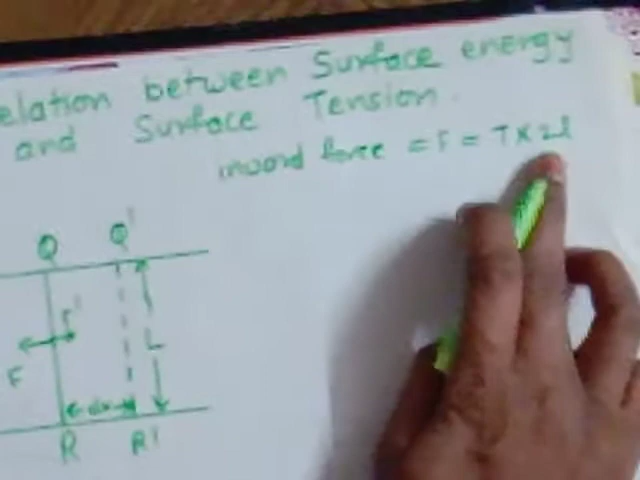 elation between Surface energy
and Surface Tension.
inward force = F = T × 2l
Q Q'
F'
F
L
dx
R R'